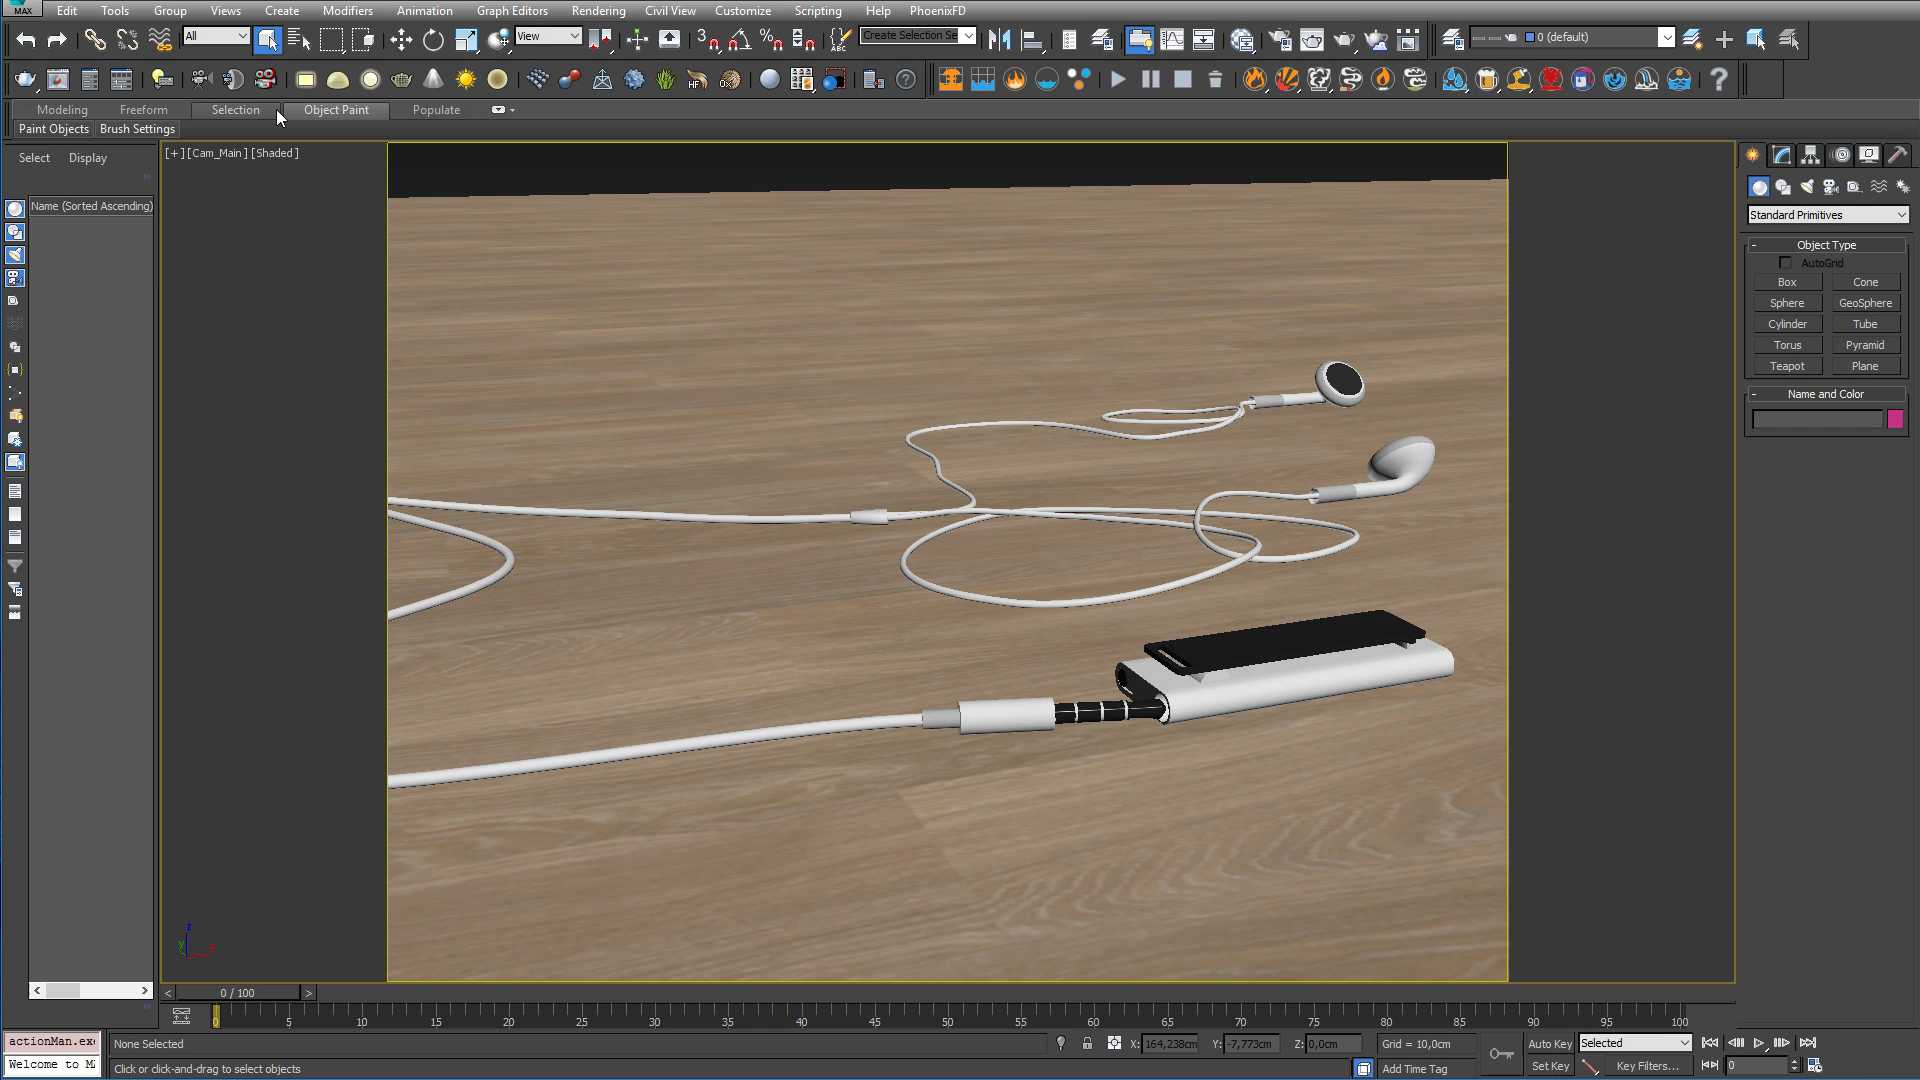 MAX Edit Tools Group Views Create Modifiers Animation Graph Editors Rendering Civil View Customize Scripting Help PhoenixFD
All View 3 % ABC Create Selection Se 0 (default)
HF Ox ?
Modeling Freeform Selection Object Paint Populate
Paint Objects Brush Settings
Select Display
[+] [Cam_Main] [Shaded]
Name (Sorted Ascending)
Standard Primitives
- Object Type
AutoGrid
Box Cone
Sphere GeoSphere
Cylinder Tube
Torus Pyramid
Teapot Plane
- Name and Color
z
y x
< 0 / 100 >
0 5 10 15 20 25 30 35 40 45 50 55 60 65 70 75 80 85 90 95 100
actionMan.exe None Selected X: 164,238cm Y: -7,773cm Z: 0,0cm Grid = 10,0cm Auto Key Selected
Welcome to M Click or click-and-drag to select objects Add Time Tag Set Key Key Filters... 0